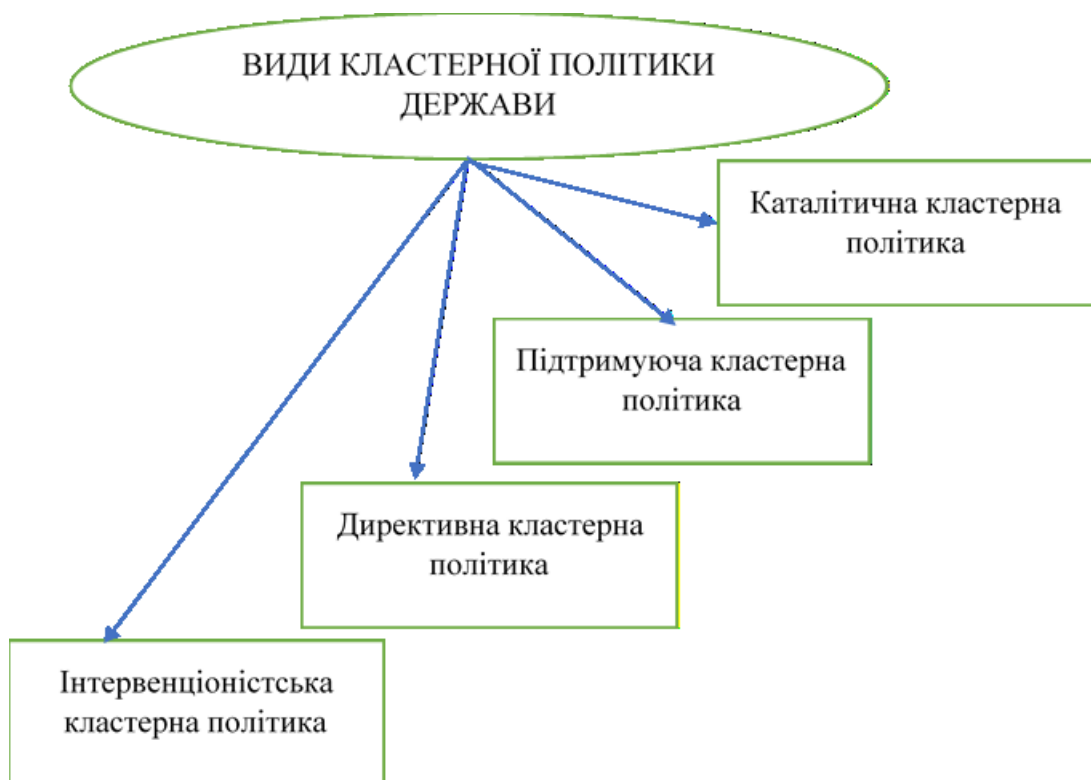 ВИДИ КЛАСТЕРНОЇ ПОЛІТИКИ
ДЕРЖАВИ
Каталітична кластерна
політика
Підтримуюча кластерна
політика
Директивна кластерна
політика
Інтервенціоністська
кластерна політика